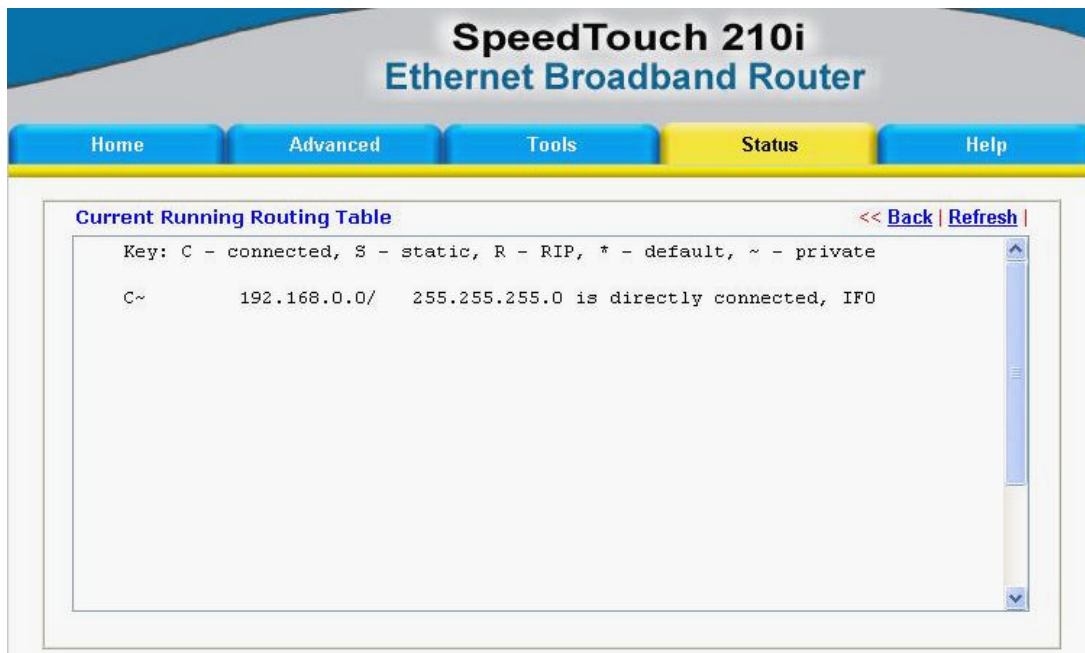 SpeedTouch 210i
Ethernet Broadband Router
Home Advanced Tools Status Help
Current Running Routing Table << Back | Refresh |
Key: C - connected, S - static, R - RIP, * - default, ~ - private
C~ 192.168.0.0/ 255.255.255.0 is directly connected, IF0